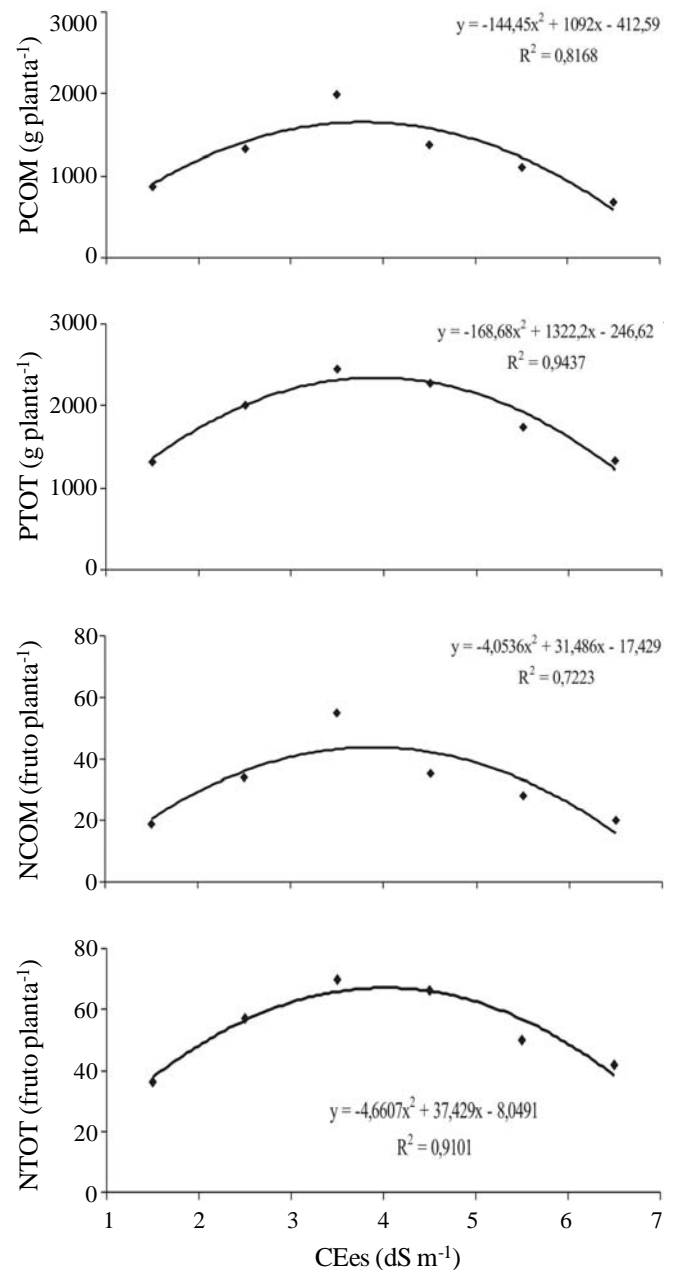 3000
y = -144,45x² + 1092x - 412,59
R² = 0,8168
2000
1000
0
PCOM (g planta⁻¹)
3000
y = -168,68x² + 1322,2x - 246,62
R² = 0,9437
2000
1000
0
PTOT (g planta⁻¹)
80
y = -4,0536x² + 31,486x - 17,429
R² = 0,7223
60
40
20
0
NCOM (fruto planta⁻¹)
80
60
40
y = -4,6607x² + 37,429x - 8,0491
R² = 0,9101
20
0
NTOT (fruto planta⁻¹)
1 2 3 4 5 6 7
CEes (dS m⁻¹)